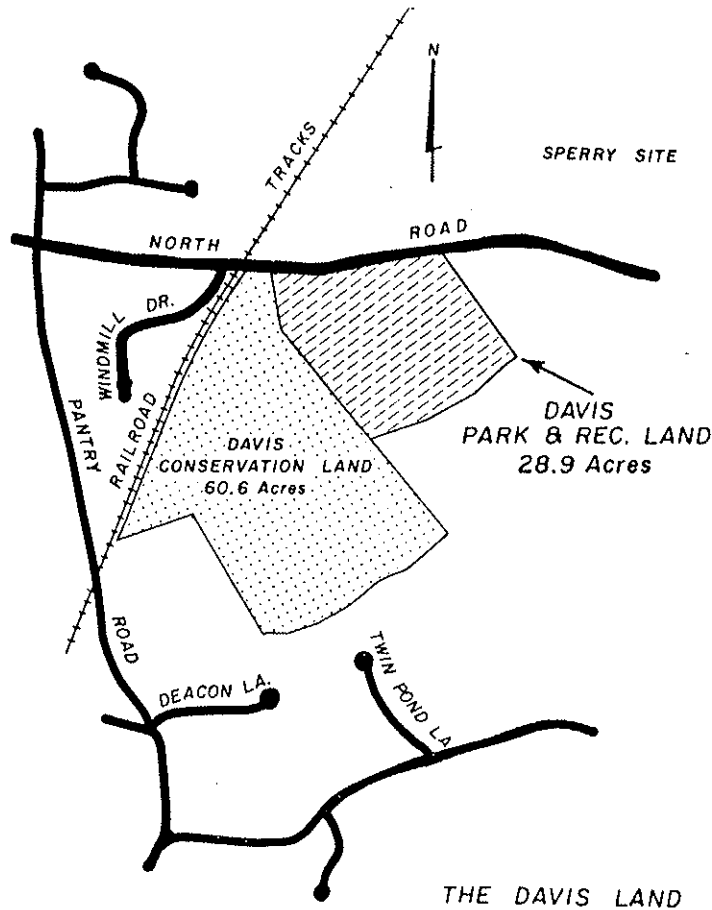 N
TRACKS
SPERRY SITE
NORTH ROAD
WINDMILL DR.
RAILROAD
PANTRY ROAD
DAVIS
PARK & REC. LAND
28.9 Acres
DAVIS
CONSERVATION LAND
60.6 Acres
DEACON LA.
TWIN POND LA.
THE DAVIS LAND